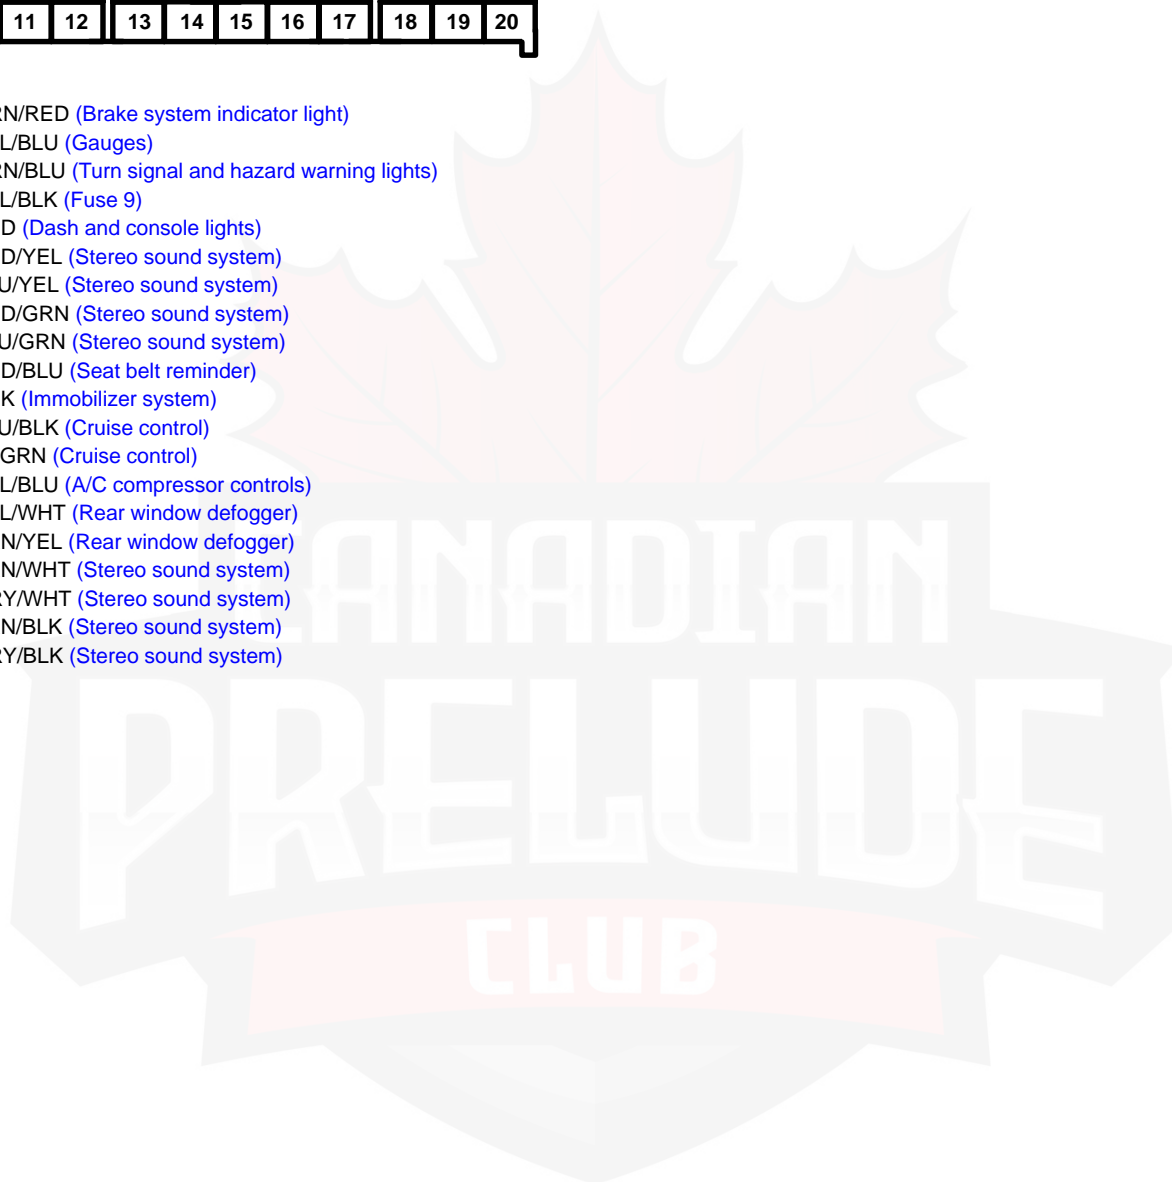 11 12 13 14 15 16 17 18 19 20
RN/RED (Brake system indicator light)
L/BLU (Gauges)
RN/BLU (Turn signal and hazard warning lights)
L/BLK (Fuse 9)
D (Dash and console lights)
D/YEL (Stereo sound system)
U/YEL (Stereo sound system)
D/GRN (Stereo sound system)
U/GRN (Stereo sound system)
D/BLU (Seat belt reminder)
K (Immobilizer system)
U/BLK (Cruise control)
GRN (Cruise control)
L/BLU (A/C compressor controls)
L/WHT (Rear window defogger)
N/YEL (Rear window defogger)
N/WHT (Stereo sound system)
RY/WHT (Stereo sound system)
N/BLK (Stereo sound system)
RY/BLK (Stereo sound system)
CANADIAN
PRELUDE
CLUB